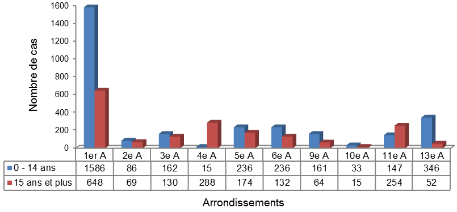 Nombre de cas
1600
1400
1200
1000
800
600
400
200
0
1er A 2e A 3e A 4e A 5e A 6e A 9e A 10e A 11e A 13e A
0 - 14 ans 1586 86 162 15 236 236 161 33 147 346
15 ans et plus 648 69 130 288 174 132 64 15 254 52
Arrondissements